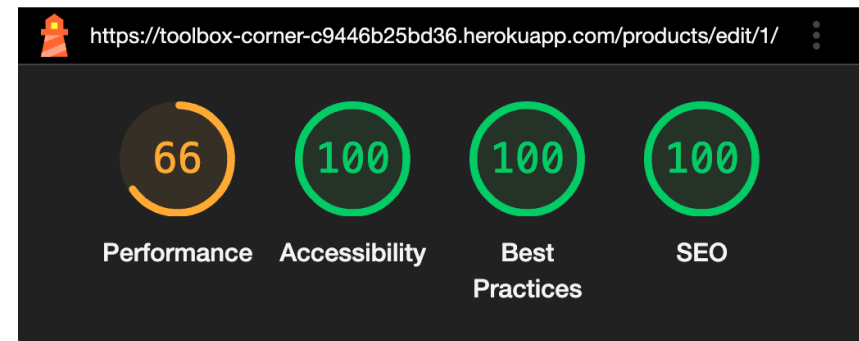 https://toolbox-corner-c9446b25bd36.herokuapp.com/products/edit/1/
66
100
100
100
Performance
Accessibility
Best
Practices
SEO